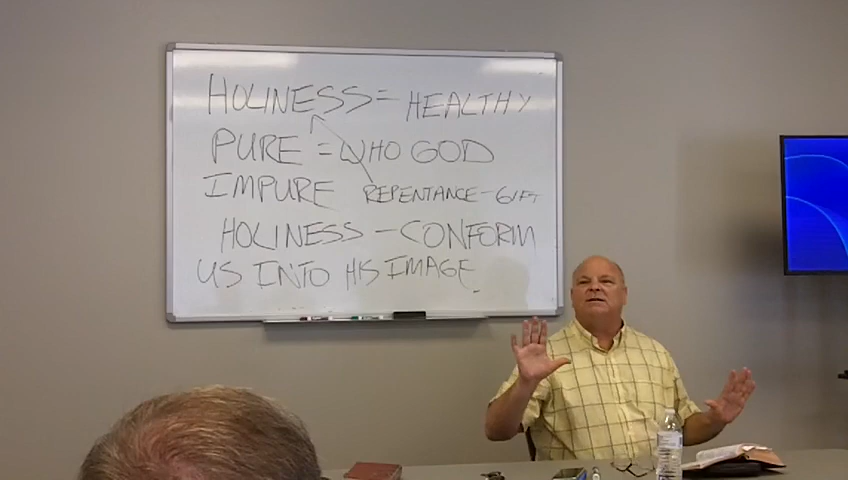 HOLINESS = HEALTHY
PURE = WHO GOD
IMPURE REPENTANCE - GIFT
HOLINESS - CONFORM
US INTO HIS IMAGE.